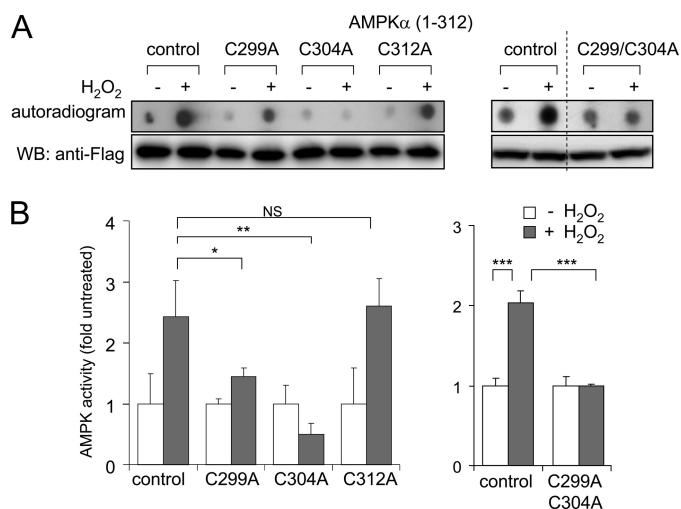 A
AMPKα (1-312)
control C299A C304A C312A control C299/C304A
H₂O₂ - + - + - + - + - + - +
autoradiogram
WB: anti-Flag
B
AMPK activity (fold untreated)
4
3
2
1
0
NS
**
*
control C299A C304A C312A
- H₂O₂
+ H₂O₂
3
2
1
0
*** ***
control C299A
C304A